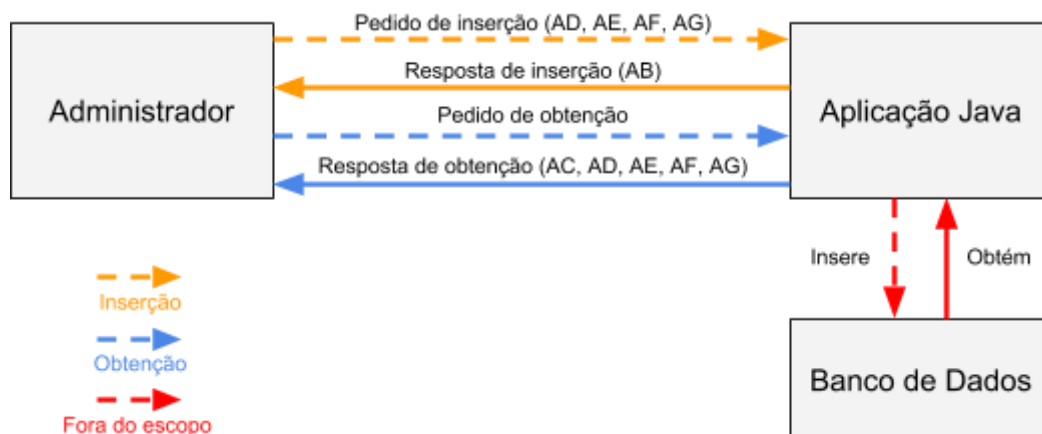 Pedido de inserção (AD, AE, AF, AG)
Resposta de inserção (AB)
Administrador
Aplicação Java
Pedido de obtenção
Resposta de obtenção (AC, AD, AE, AF, AG)
Insere
Obtém
Inserção
Obtenção
Banco de Dados
Fora do escopo